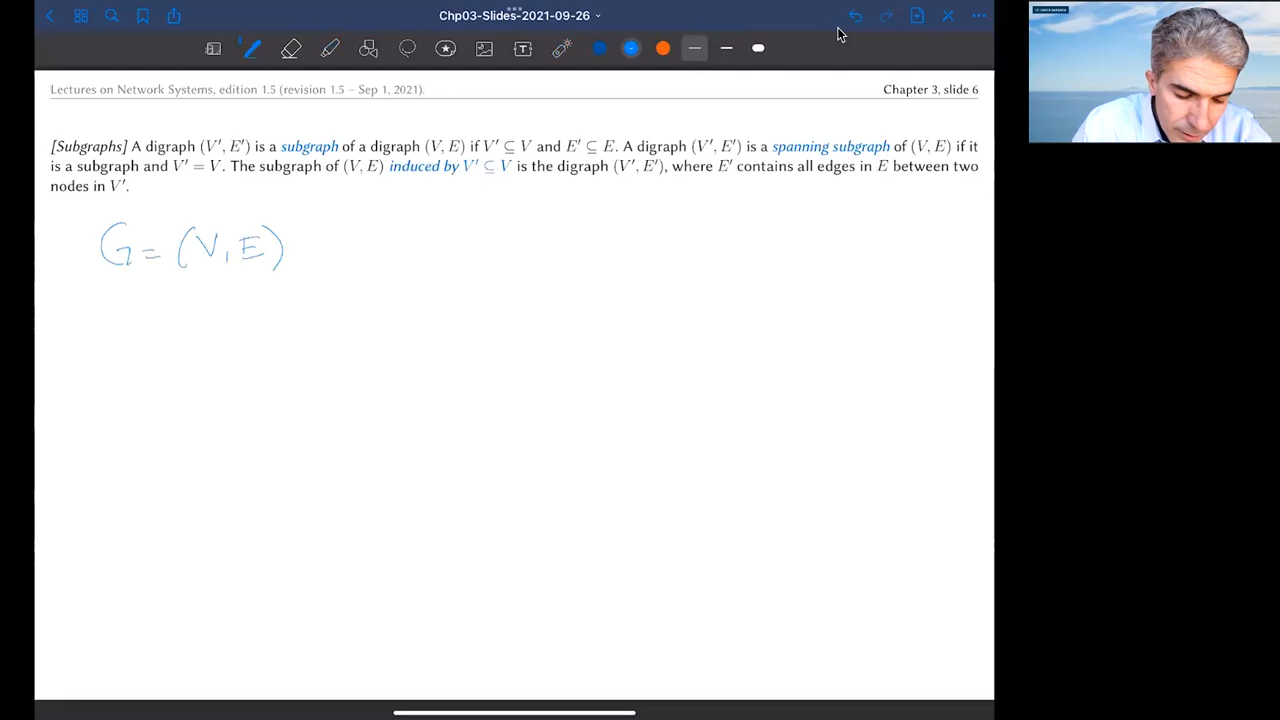 Chp03-Slides-2021-09-26
Lectures on Network Systems, edition 1.5 (revision 1.5 – Sep 1, 2021).
Chapter 3, slide 6
[Subgraphs] A digraph (V′, E′) is a subgraph of a digraph (V, E) if V′ ⊆ V and E′ ⊆ E. A digraph (V′, E′) is a spanning subgraph of (V, E) if it
is a subgraph and V′ = V. The subgraph of (V, E) induced by V′ ⊆ V is the digraph (V′, E′), where E′ contains all edges in E between two
nodes in V′.
G = (V, E)